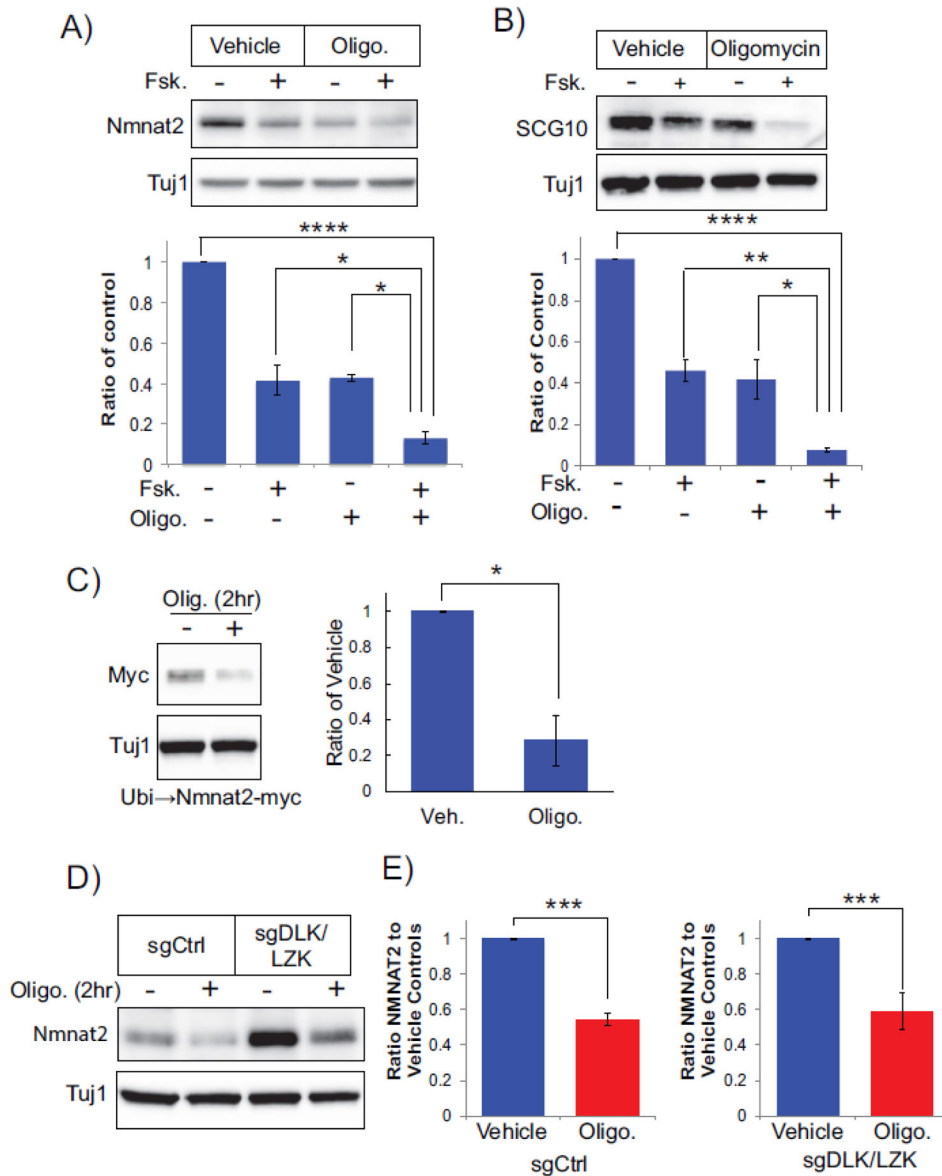 A)
Vehicle Oligo.
Fsk. - + - +
Nmnat2
Tuj1
****
*
*
Ratio of control
1
0.8
0.6
0.4
0.2
0
Fsk. - + - +
Oligo. - - + +
B)
Vehicle Oligomycin
Fsk. - + - +
SCG10
Tuj1
****
**
*
Ratio of Control
1
0.8
0.6
0.4
0.2
0
Fsk. - + - +
Oligo. - - + +
C)
Olig. (2hr)
- +
Myc
Tuj1
Ubi→Nmnat2-myc
*
Ratio of Vehicle
1
0.8
0.6
0.4
0.2
0
Veh. Oligo.
D)
sgCtrl sgDLK/
LZK
Oligo. (2hr) - + - +
Nmnat2
Tuj1
E)
***
Ratio NMNAT2 to
Vehicle Controls
1
0.8
0.6
0.4
0.2
0
Vehicle Oligo.
sgCtrl
***
Ratio NMNAT2 to
Vehicle Controls
1
0.8
0.6
0.4
0.2
0
Vehicle Oligo.
sgDLK/LZK